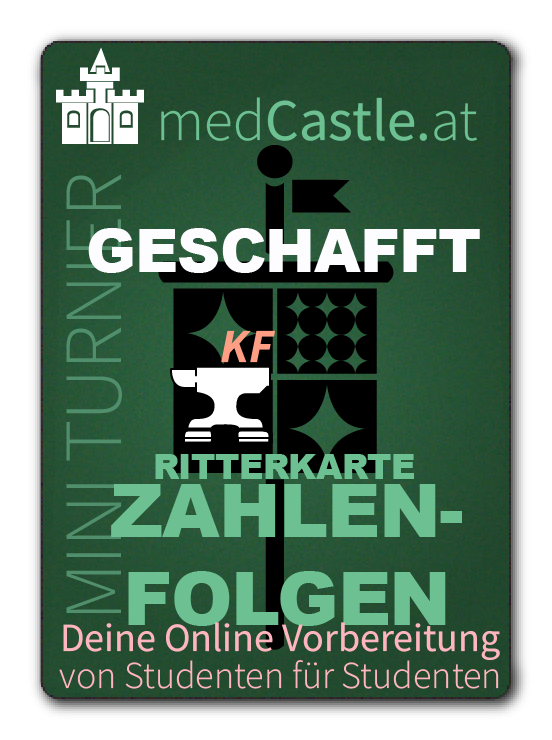 medCastle.at
MINI TURNIER
GESCHAFFT
KF
RITTERKARTE
ZAHLEN-
FOLGEN
Deine Online Vorbereitung
von Studenten für Studenten